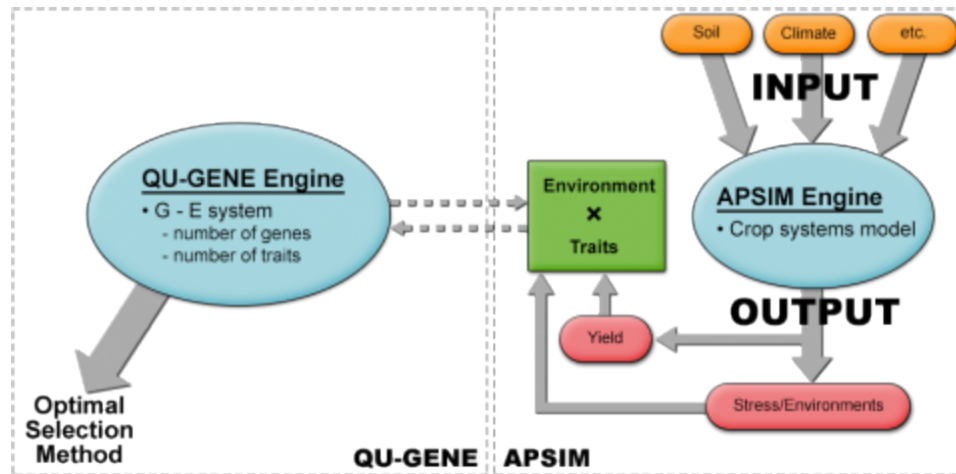 Soil
Climate
etc.
INPUT
QU-GENE Engine
• G - E system
- number of genes
- number of traits
Environment
×
Traits
APSIM Engine
• Crop systems model
OUTPUT
Yield
Stress/Environments
Optimal
Selection
Method
QU-GENE
APSIM